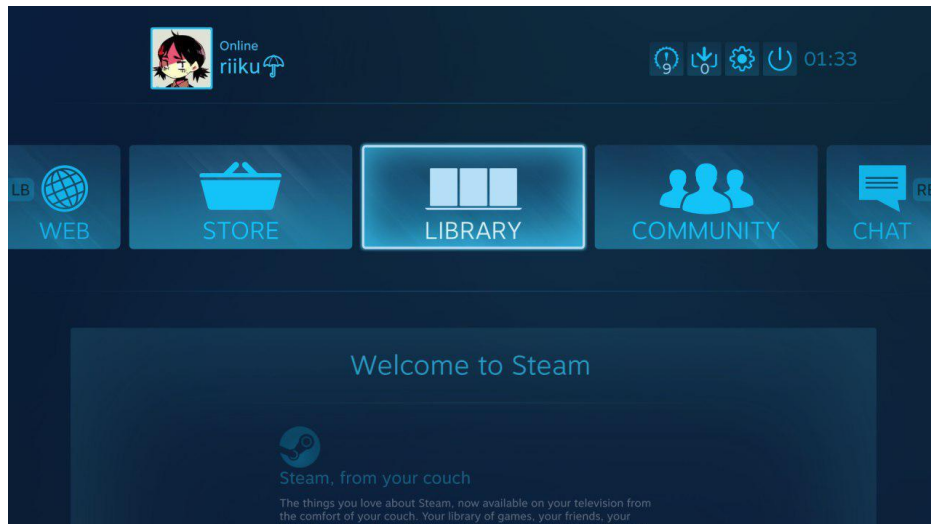 Online
riiku
9
0
01:33
LB
WEB
STORE
LIBRARY
COMMUNITY
CHAT
Welcome to Steam
Steam, from your couch
The things you love about Steam, now available on your television from
the comfort of your couch. Your library of games, your friends, your